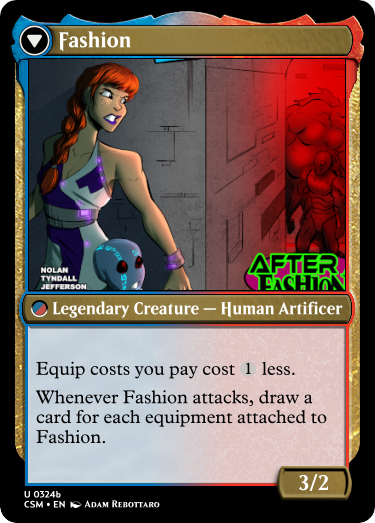 Fashion
NOLAN
TYNDALL
JEFFERSON
AFTER
FASHION
Legendary Creature — Human Artificer
Equip costs you pay cost 1 less.
Whenever Fashion attacks, draw a
card for each equipment attached to
Fashion.
3/2
U 0324b
CSM • EN Adam Rebottaro